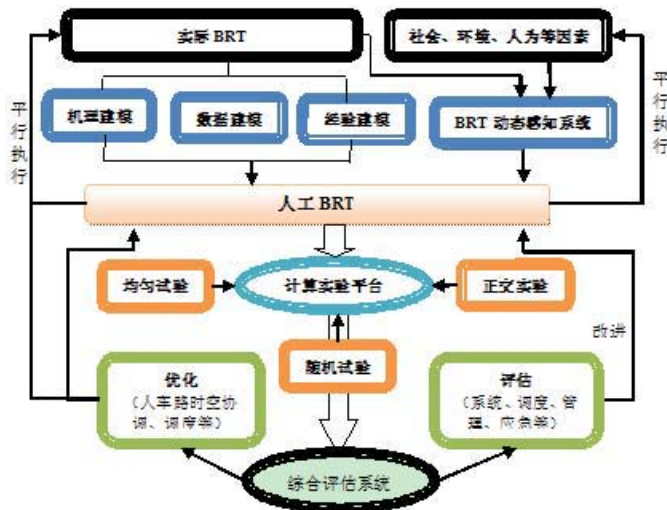 实际 BRT
社会、环境、人为等因素
平行执行
机理建模
数据建模
经验建模
BRT 动态感知系统
平行执行
人工 BRT
均匀试验
计算实验平台
正交实验
改进
随机试验
优化
（人车路时空协
调、调度等）
评估
（系统、调度、管
理、应急等）
综合评估系统